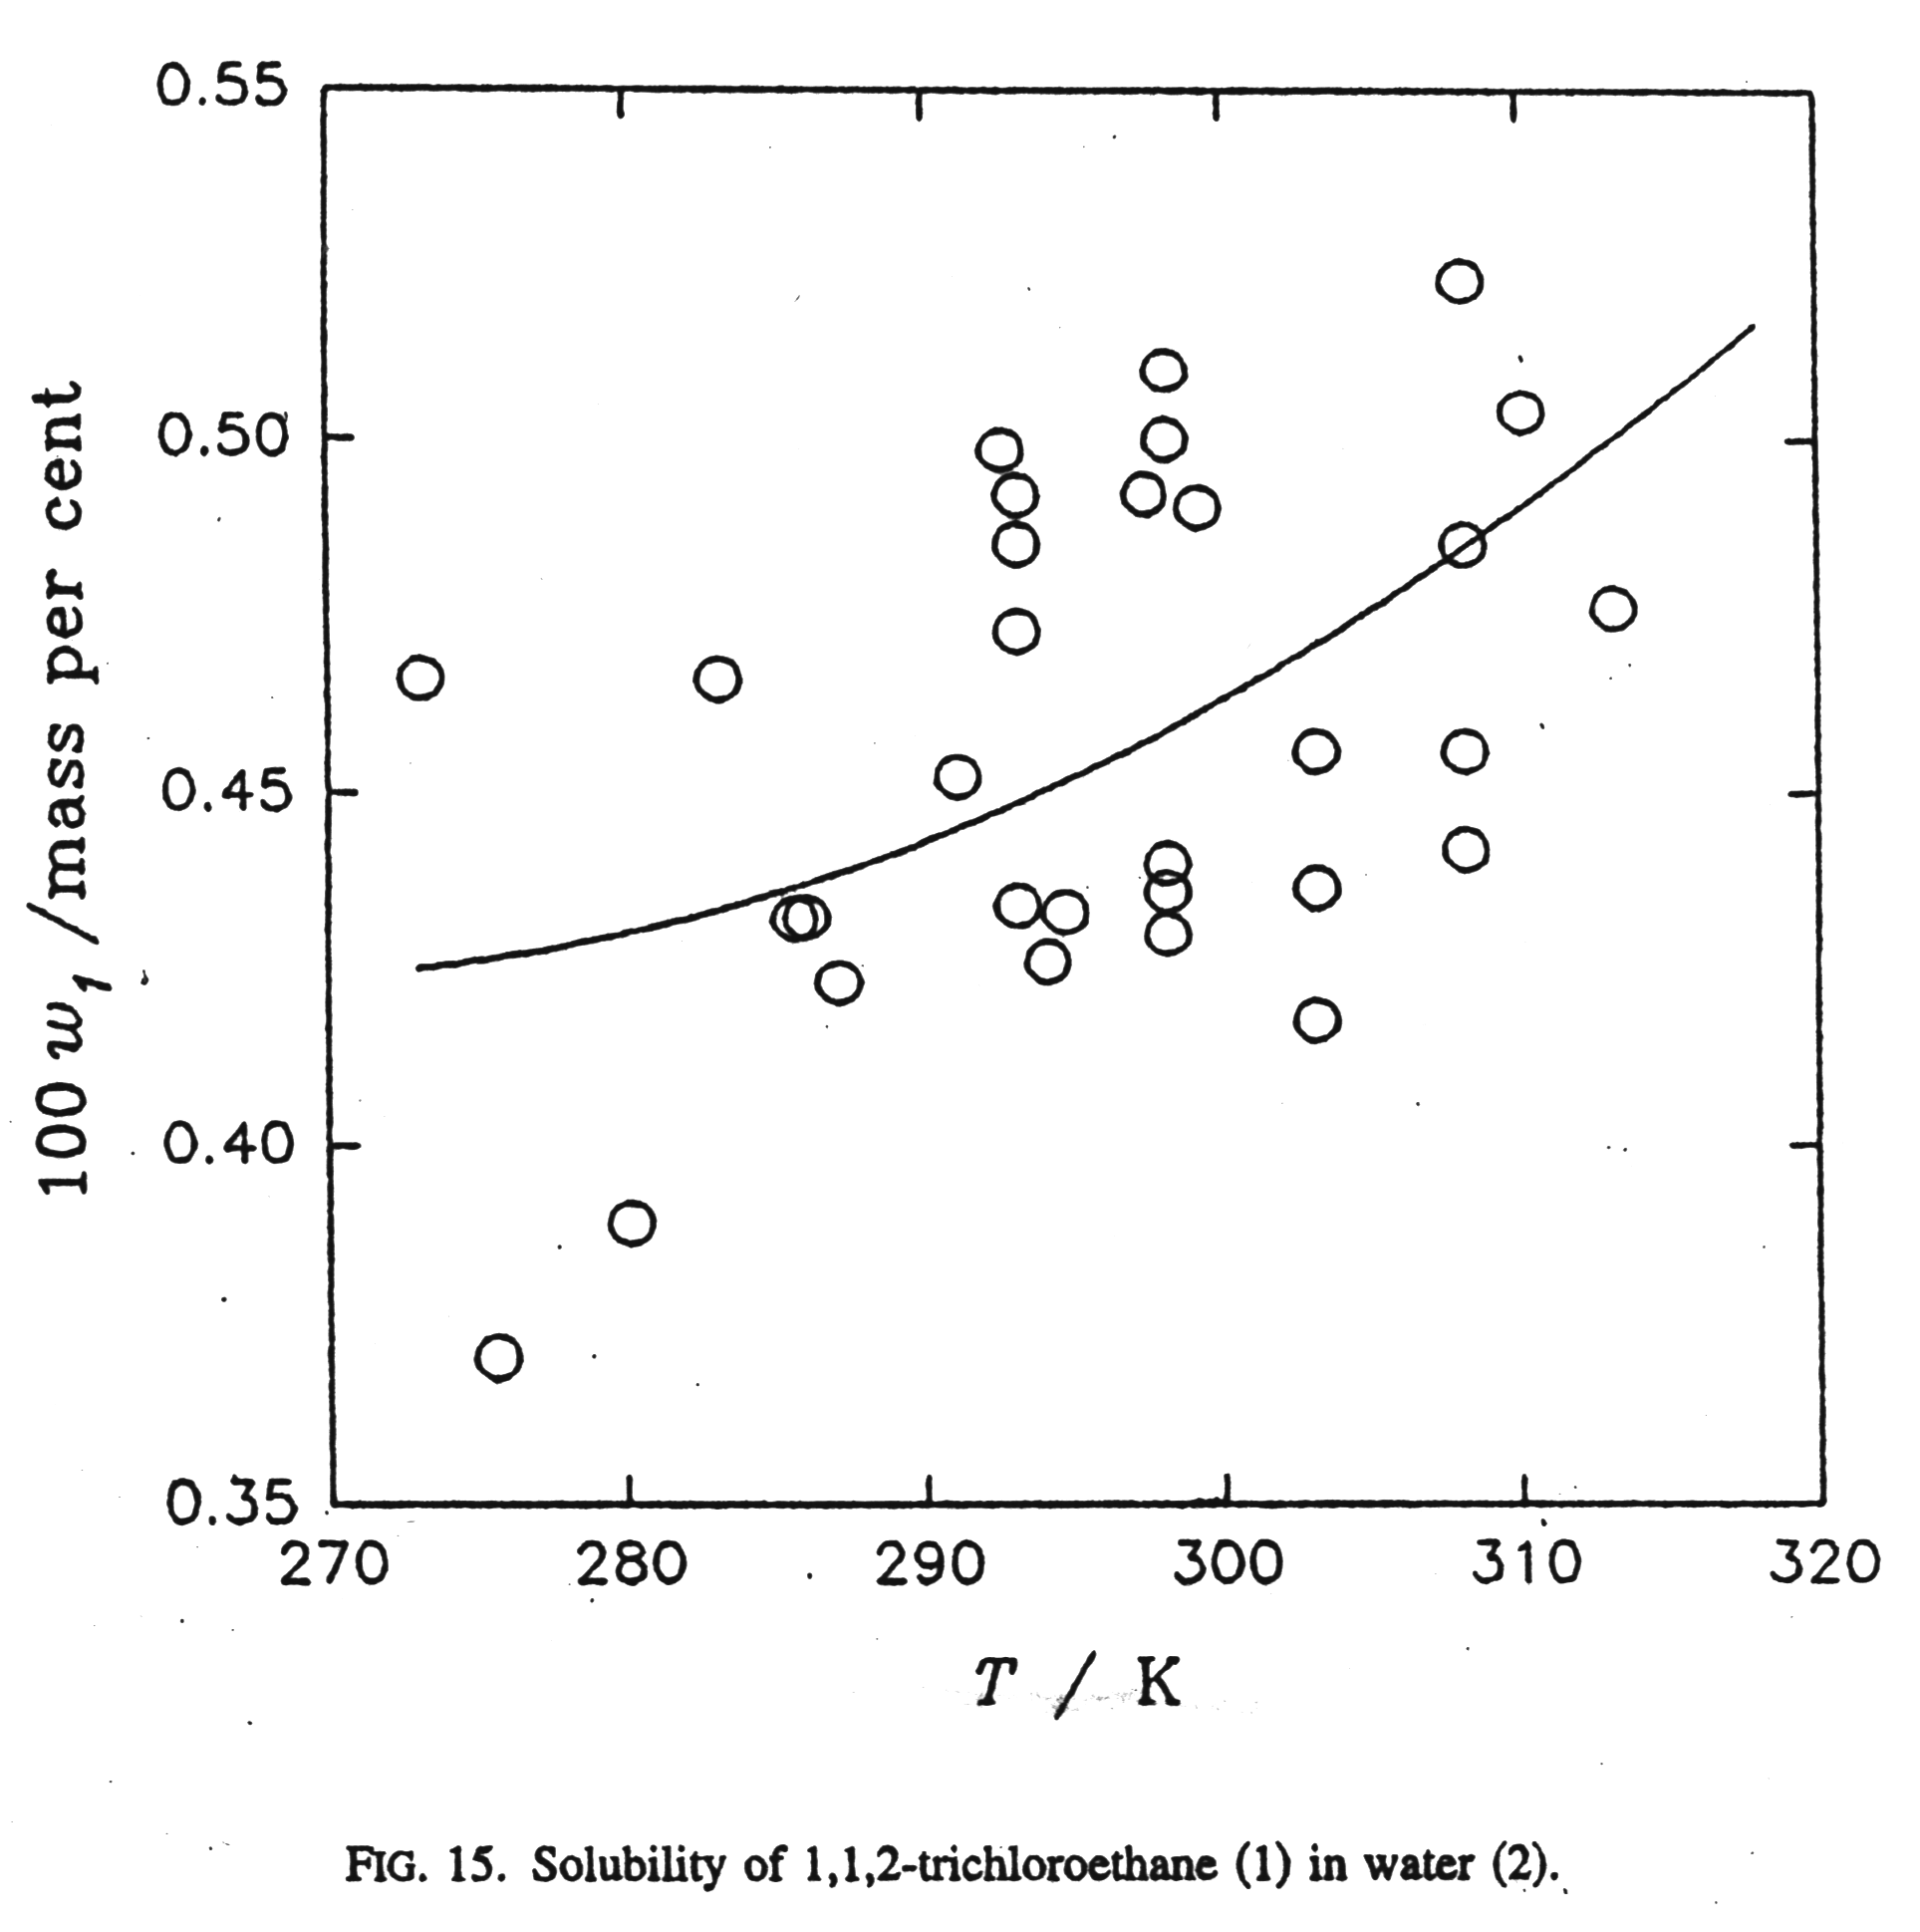 0.55
0.50
0.45
0.40
0.35
100 w₁/mass per cent
270 280 290 300 310 320
T / K
FIG. 15. Solubility of 1,1,2-trichloroethane (1) in water (2).